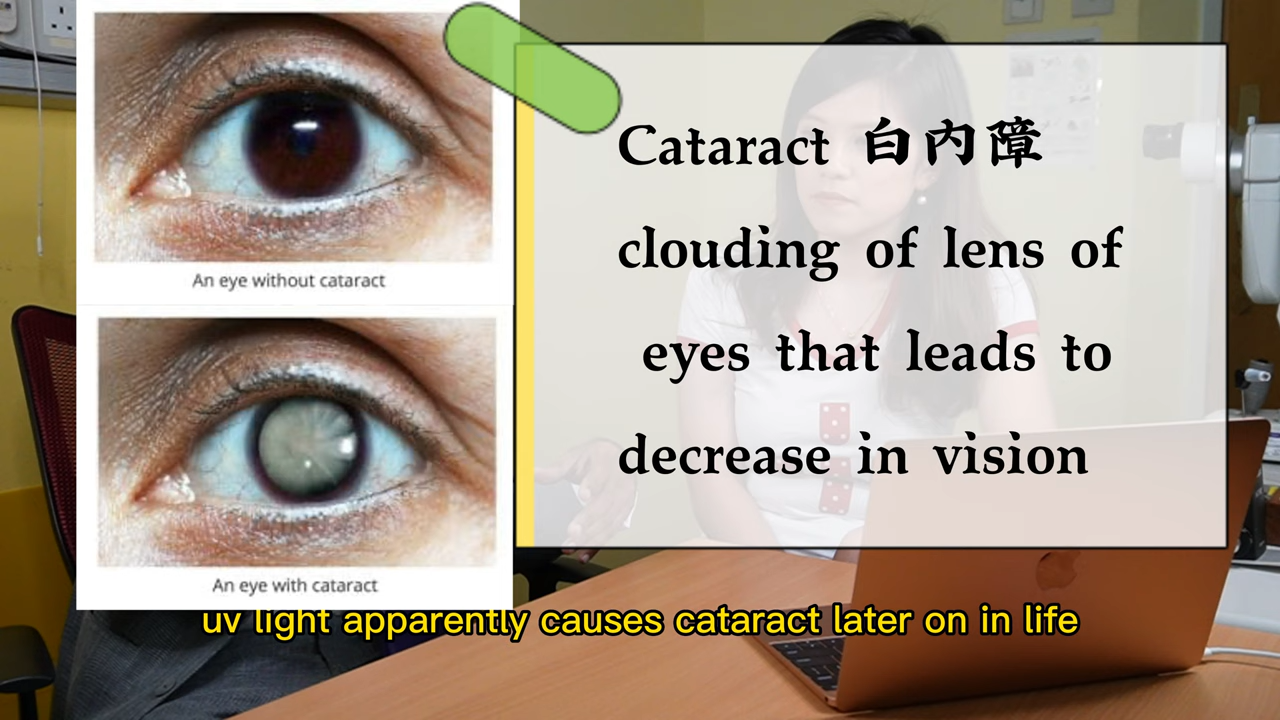 An eye without cataract
An eye with cataract
Cataract 白内障
clouding of lens of
eyes that leads to
decrease in vision
uv light apparently causes cataract later on in life